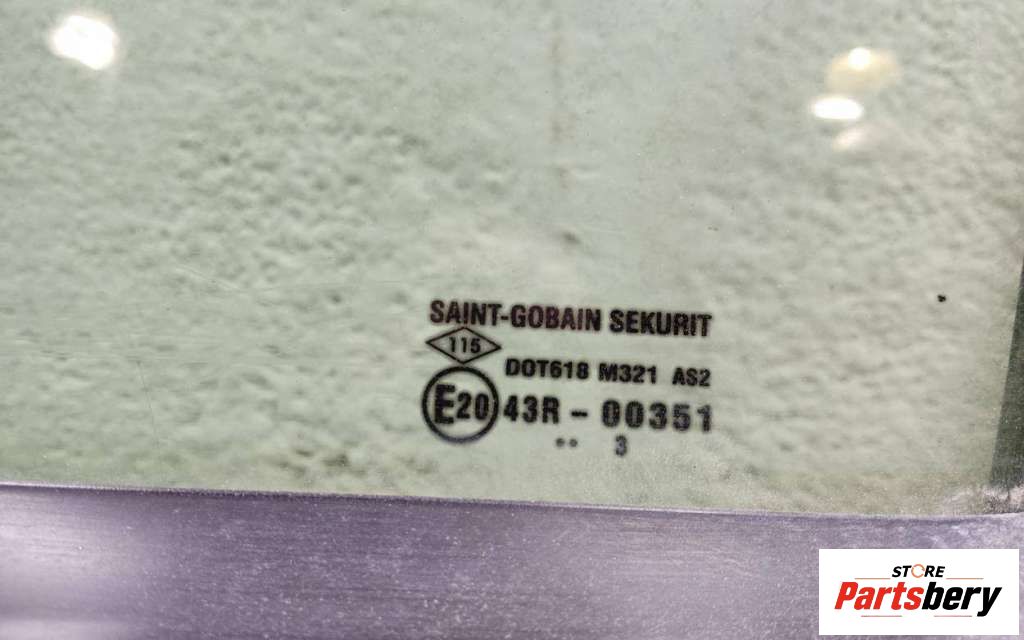 SAINT-GOBAIN SEKURIT
115
DOT618 M321 AS2
E20 43R - 00351
•• 3
STORE
Partsbery